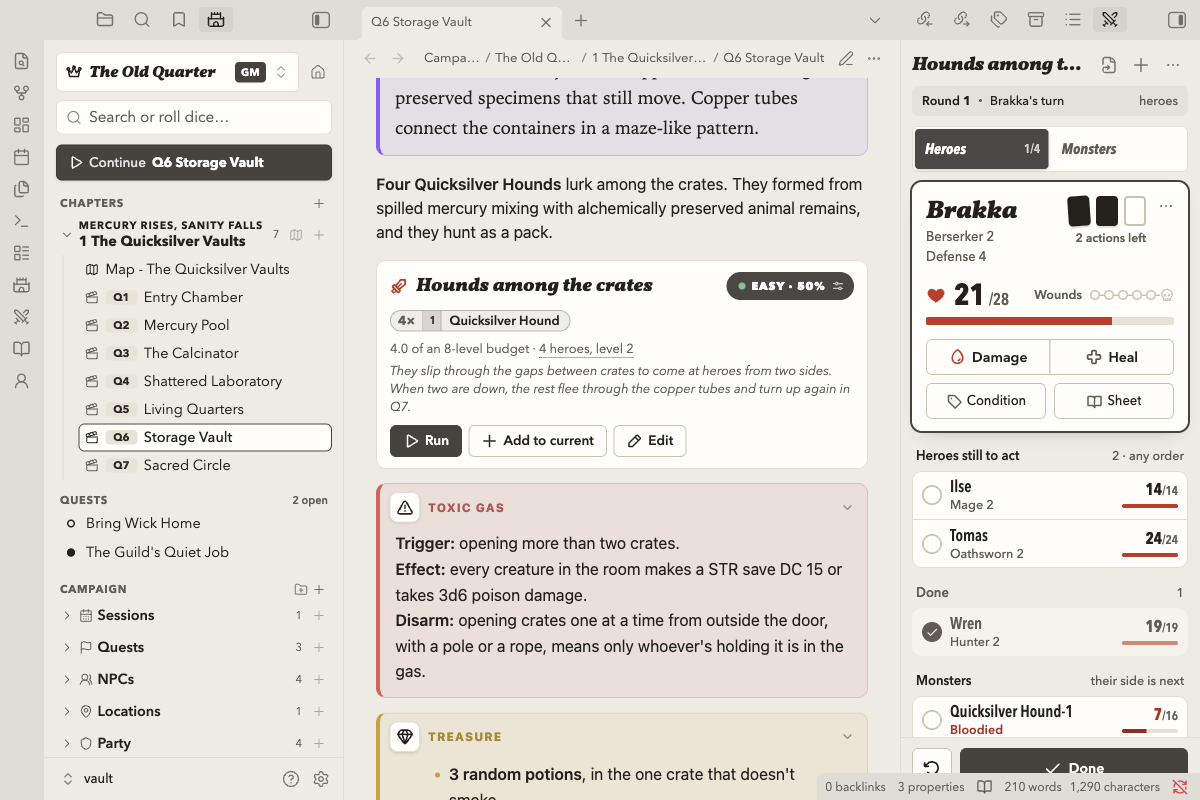 Q6 Storage Vault
The Old Quarter GM
Search or roll dice...
Continue Q6 Storage Vault
CHAPTERS
MERCURY RISES, SANITY FALLS
1 The Quicksilver Vaults 7
Map - The Quicksilver Vaults
Q1 Entry Chamber
Q2 Mercury Pool
Q3 The Calcinator
Q4 Shattered Laboratory
Q5 Living Quarters
Q6 Storage Vault
Q7 Sacred Circle
QUESTS 2 open
Bring Wick Home
The Guild's Quiet Job
CAMPAIGN
Sessions 1
Quests 3
NPCs 4
Locations 1
Party 4
vault
Campa... / The Old Q... / 1 The Quicksilver... / Q6 Storage Vault
preserved specimens that still move. Copper tubes
connect the containers in a maze-like pattern.
Four Quicksilver Hounds lurk among the crates. They formed from
spilled mercury mixing with alchemically preserved animal remains,
and they hunt as a pack.
Hounds among the crates
EASY · 50%
4× 1 Quicksilver Hound
4.0 of an 8-level budget · 4 heroes, level 2
They slip through the gaps between crates to come at heroes from two sides.
When two are down, the rest flee through the copper tubes and turn up again in
Q7.
Run
Add to current
Edit
TOXIC GAS
Trigger: opening more than two crates.
Effect: every creature in the room makes a STR save DC 15 or
takes 3d6 poison damage.
Disarm: opening crates one at a time from outside the door,
with a pole or a rope, means only whoever's holding it is in the
gas.
TREASURE
• 3 random potions, in the one crate that doesn't
smoke
Hounds among t...
Round 1 • Brakka's turn heroes
Heroes 1/4 Monsters
Brakka
Berserker 2
Defense 4
2 actions left
21 /28 Wounds
Damage
Heal
Condition
Sheet
Heroes still to act 2 · any order
Ilse 14/14
Mage 2
Tomas 24/24
Oathsworn 2
Done 1
Wren 19/19
Hunter 2
Monsters their side is next
Quicksilver Hound-1 7/16
Bloodied
Done
0 backlinks 3 properties 210 words 1,290 characters